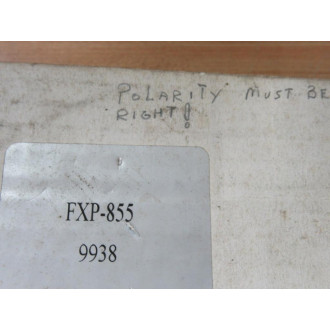 POLARITY MUST BE
RIGHT!
FXP-855
9938